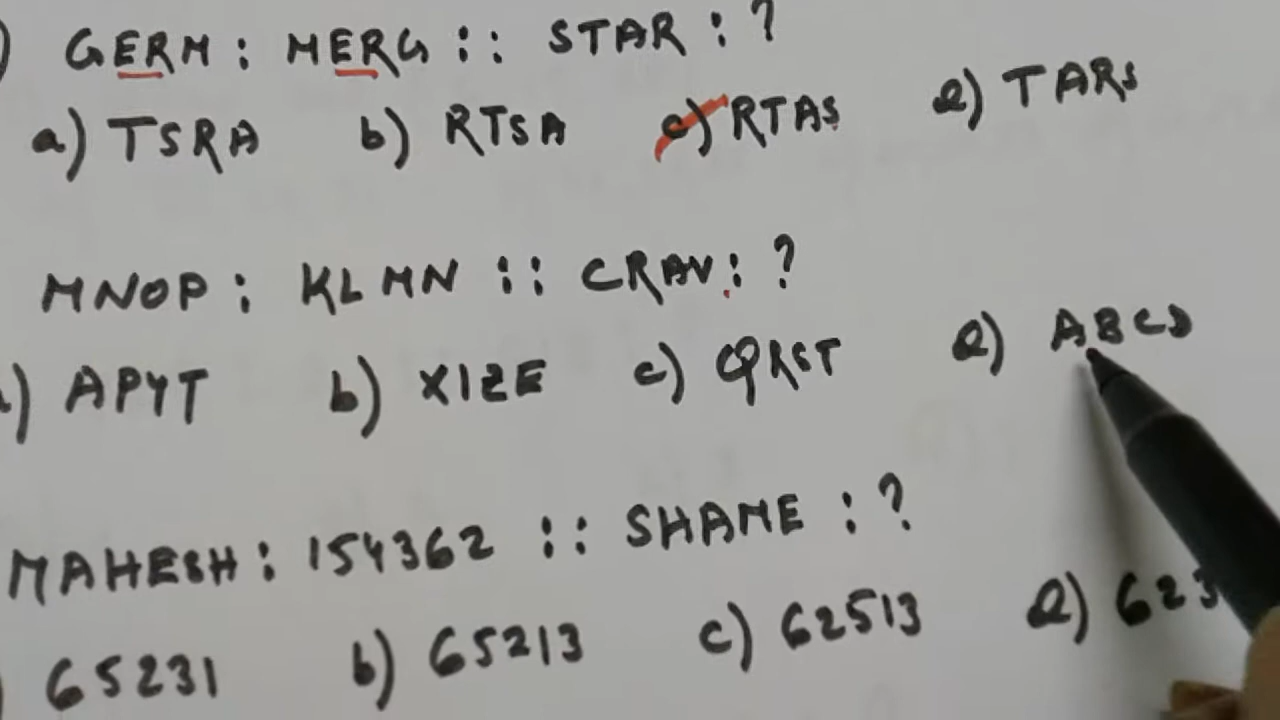 ) GERM : MERG :: STAR : ?
a) TSRA b) RTSA c) RTAS d) TARS
MNOP : KLMN :: CRAV : ?
) APYT b) XIZE c) QRST d) ABCD
MAHESH : 154362 :: SHAME : ?
65231 b) 65213 c) 62513 d) 623